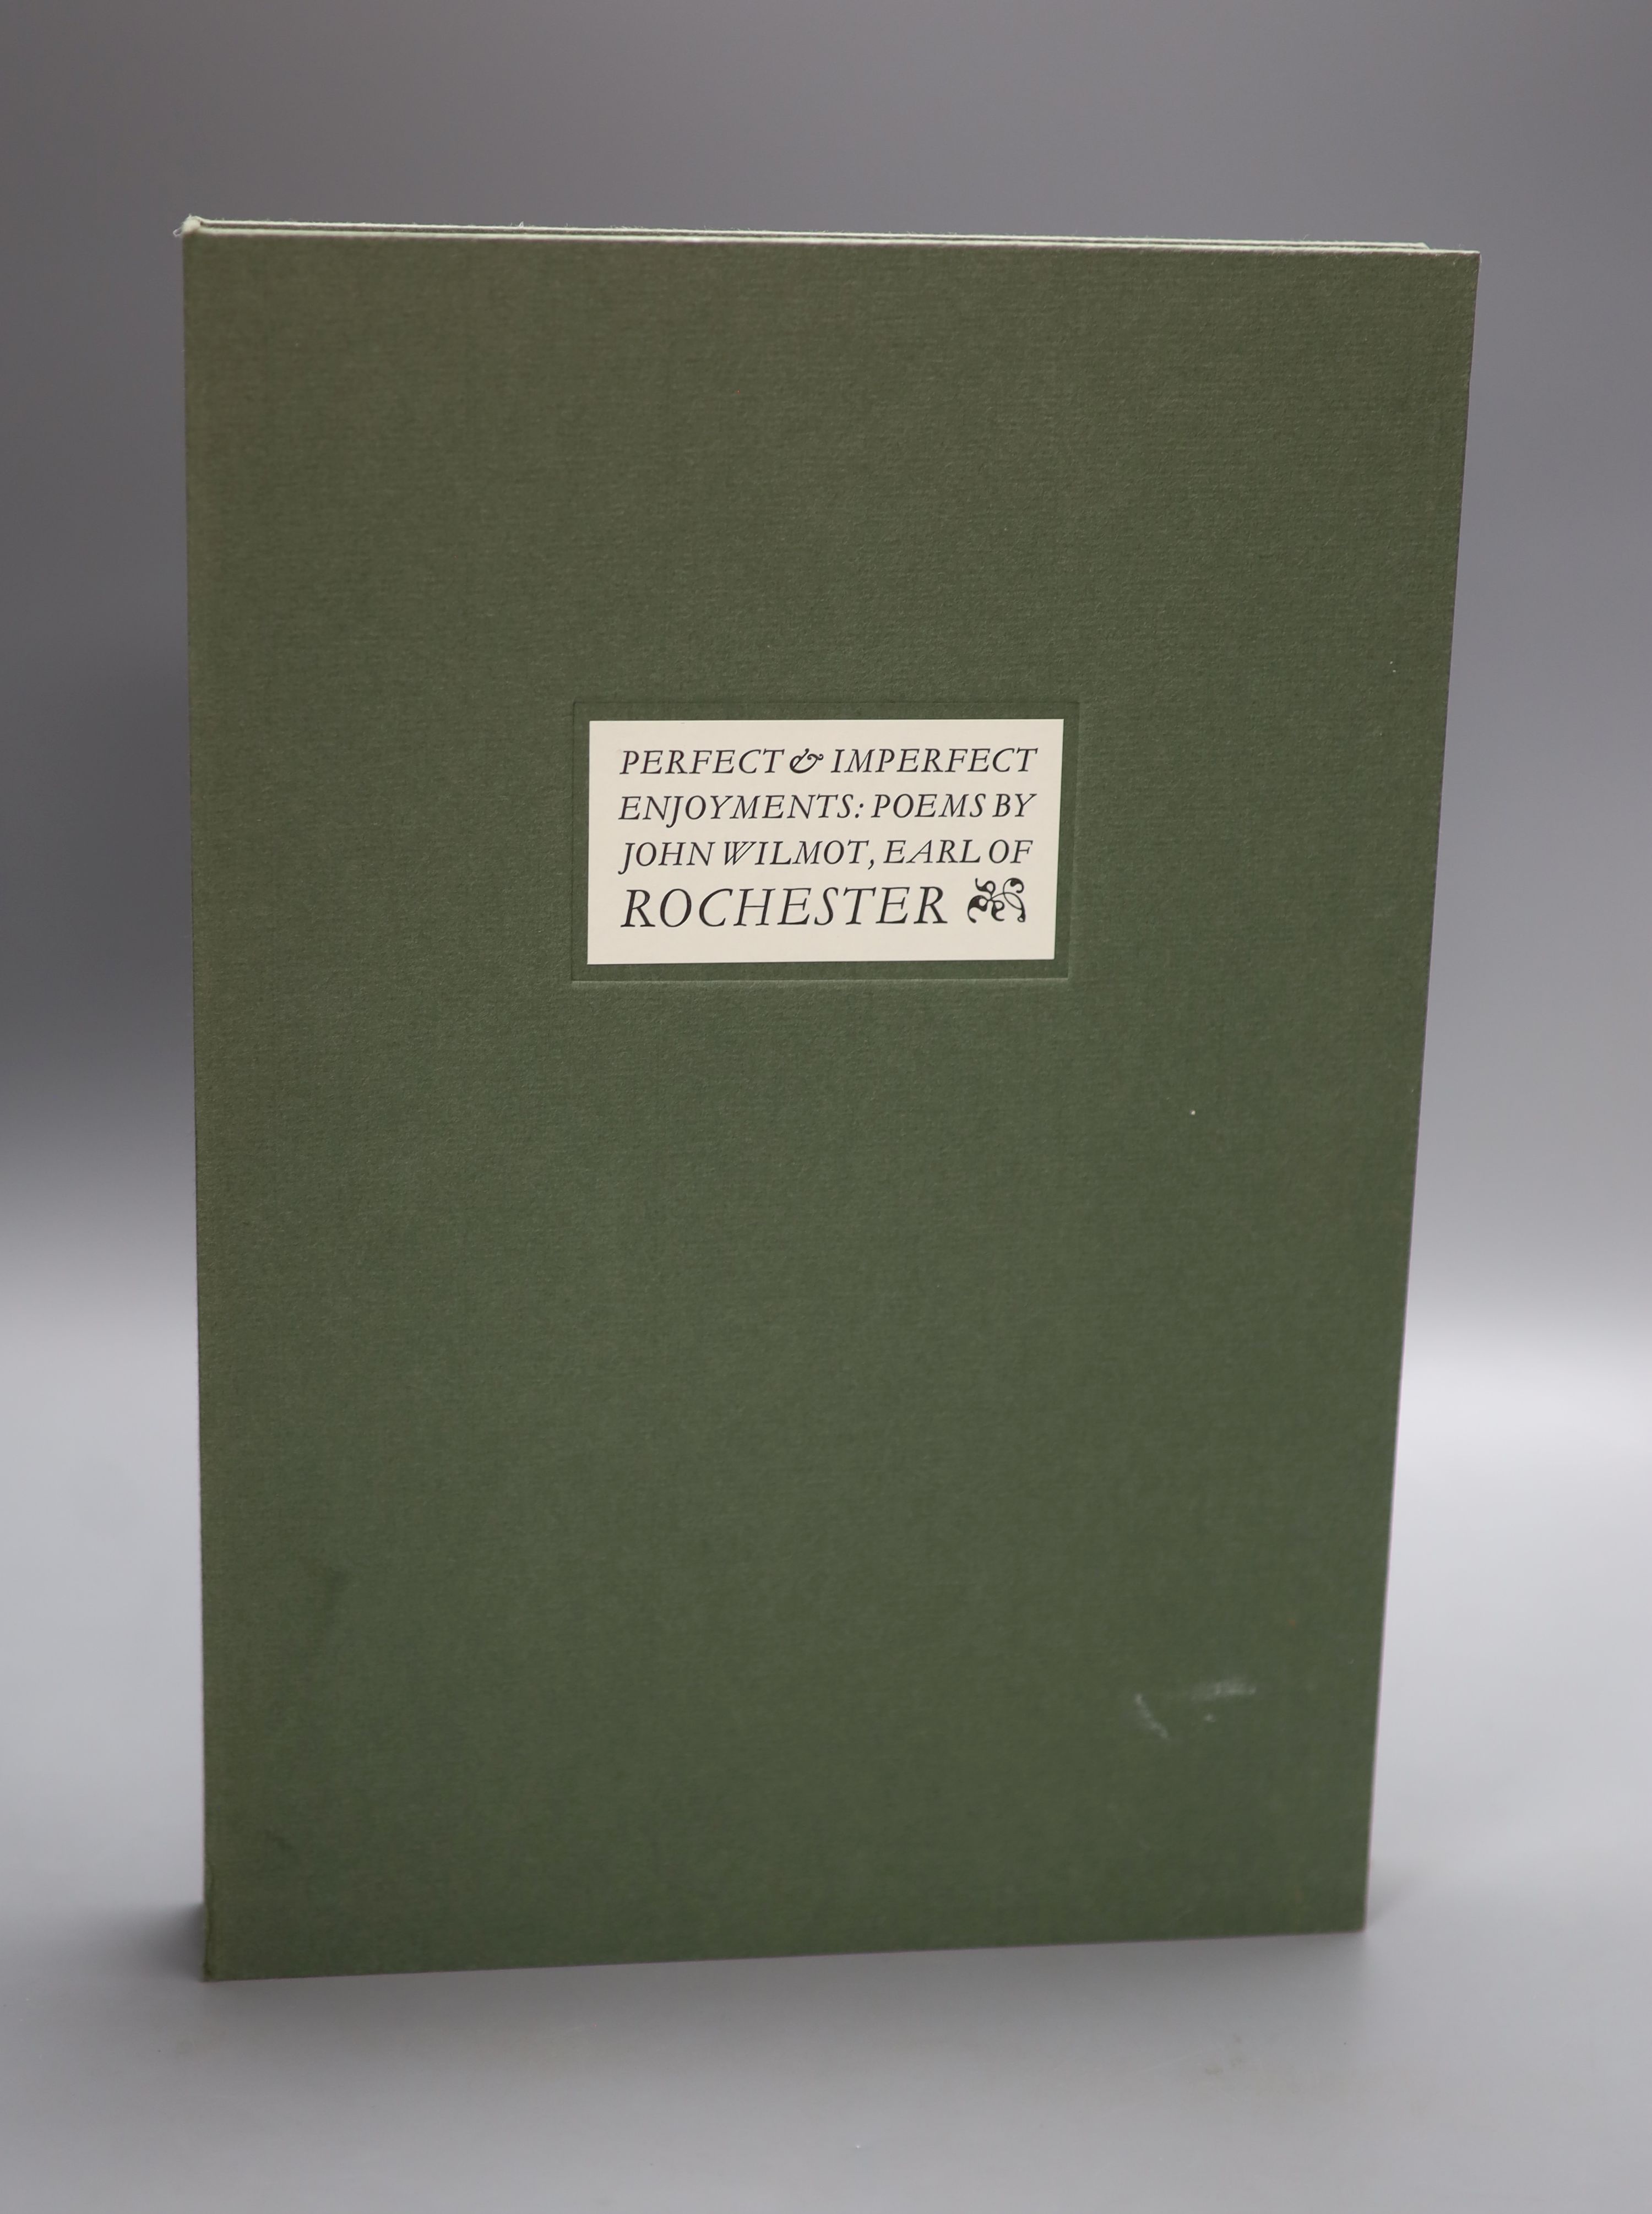 PERFECT & IMPERFECT
ENJOYMENTS: POEMS BY
JOHN WILMOT, EARL OF
ROCHESTER